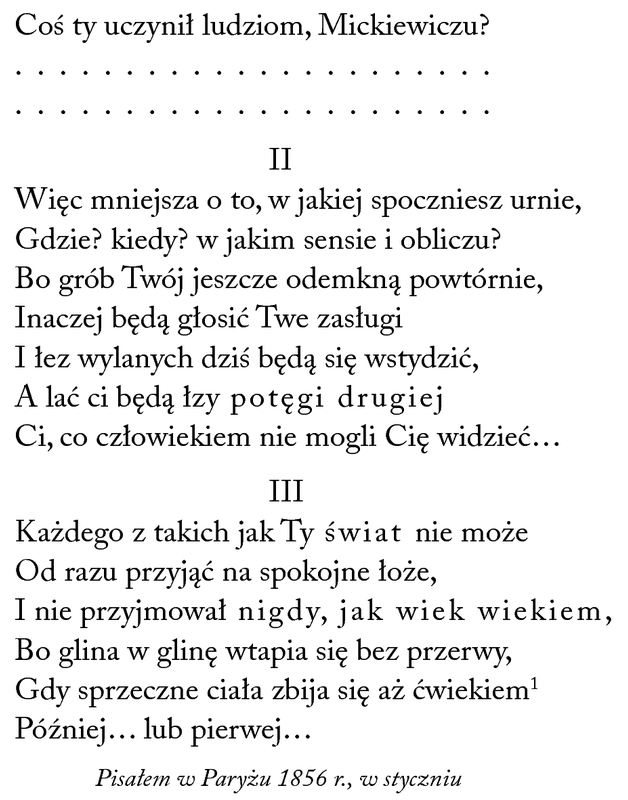 Coś ty uczynił ludziom, Mickiewiczu?
. . . . . . . . . . . . . . . . . . . . . .
. . . . . . . . . . . . . . . . . . . . . .
II
Więc mniejsza o to, w jakiej spoczniesz urnie,
Gdzie? kiedy? w jakim sensie i obliczu?
Bo grób Twój jeszcze odemkną powtórnie,
Inaczej będą głosić Twe zasługi
I łez wylanych dziś będą się wstydzić,
A lać ci będą łzy potęgi drugiej
Ci, co człowiekiem nie mogli Cię widzieć…
III
Każdego z takich jak Ty świat nie może
Od razu przyjąć na spokojne łoże,
I nie przyjmował nigdy, jak wiek wiekiem,
Bo glina w glinę wtapia się bez przerwy,
Gdy sprzeczne ciała zbija się aż ćwiekiem¹
Później… lub pierwej…
Pisałem w Paryżu 1856 r., w styczniu